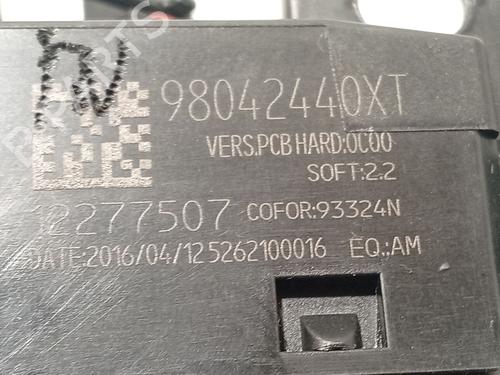 98042440XT
VERS.PCB HARD:0C00
SOFT:2.2
12277507 COFOR:93324N
DATE:2016/04/12 5262100016 EQ.:AM